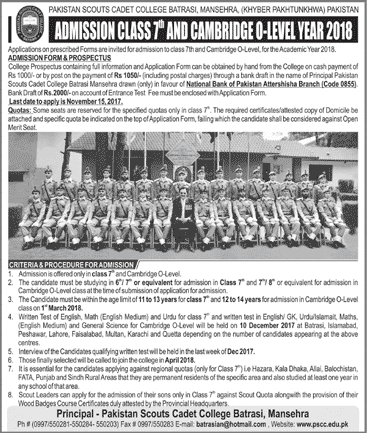 PAKISTAN SCOUTS CADET COLLEGE BATRASI, MANSEHRA, (KHYBER PAKHTUNKHWA) PAKISTAN
ADMISSION CLASS 7th AND CAMBRIDGE O-LEVEL YEAR 2018
Applications on prescribed Forms are invited for admission to class 7th and Cambridge O-Level, for the Academic Year 2018.
ADMISSION FORM & PROSPECTUS
College Prospectus containing full information and Application Form can be obtained by hand from the College on cash payment of
Rs 1000/- or by post on the payment of Rs 1050/- (including postal charges) through a bank draft in the name of Principal Pakistan
Scouts Cadet College Batrasi Mansehra drawn (only) in favour of National Bank of Pakistan Attershisha Branch (Code 0855).
Bank Draft of Rs.2000/- on account of Entrance Test Fee must be enclosed with Application Form.
Last date to apply is November 15, 2017.
Quotas: Some seats are reserved for the specified quotas only in class 7th. The required certificates/attested copy of Domicile be
attached and specific quota be indicated on the top of Application Form, failing which the candidate shall be considered against Open
Merit Seat.
CRITERIA & PROCEDURE FOR ADMISSION
1. Admission is offered only in class 7th and Cambridge O-Level.
2. The candidate must be studying in 6th/ 7th or equivalent for admission in Class 7th and 7th/ 8th or equivalent for admission in
Cambridge O-Level class at the time of submission of application for admission.
3. The Candidate must be within the age limit of 11 to 13 years for class 7th and 12 to 14 years for admission in Cambridge O-Level
class on 1st March 2018.
4. Written Test of English, Math (English Medium) and Urdu for class 7th and written test in English/ GK, Urdu/Islamiat, Maths,
(English Medium) and General Science for Cambridge O-Level will be held on 10 December 2017 at Batrasi, Islamabad,
Peshawar, Lahore, Faisalabad, Multan, Karachi and Quetta depending on the number of candidates appearing at the above
centres.
5. Interview of the Candidates qualifying written test will be held in the last week of Dec 2017.
6. Those finally selected will be called to join the college in April 2018.
7. It is essential for the candidates applying against regional quotas (only for Class 7th) i.e Hazara, Kala Dhaka, Allai, Balochistan,
FATA, Punjab and Sindh Rural Areas that they are permanent residents of the specific area and also studied at least one year in
any school of that area.
8. Scout Leaders can apply for the admission of their sons only in Class 7th against Scout Quota alongwith the provision of their
Wood Badges Course Certificates duly attested by the Provincial Headquarters.
Principal - Pakistan Scouts Cadet College Batrasi, Mansehra
Ph # (0997/550281-550284- 550203) Fax # 0997/550283 E-mail: batrasian@hotmail.com , Website: www.pscc.edu.pk